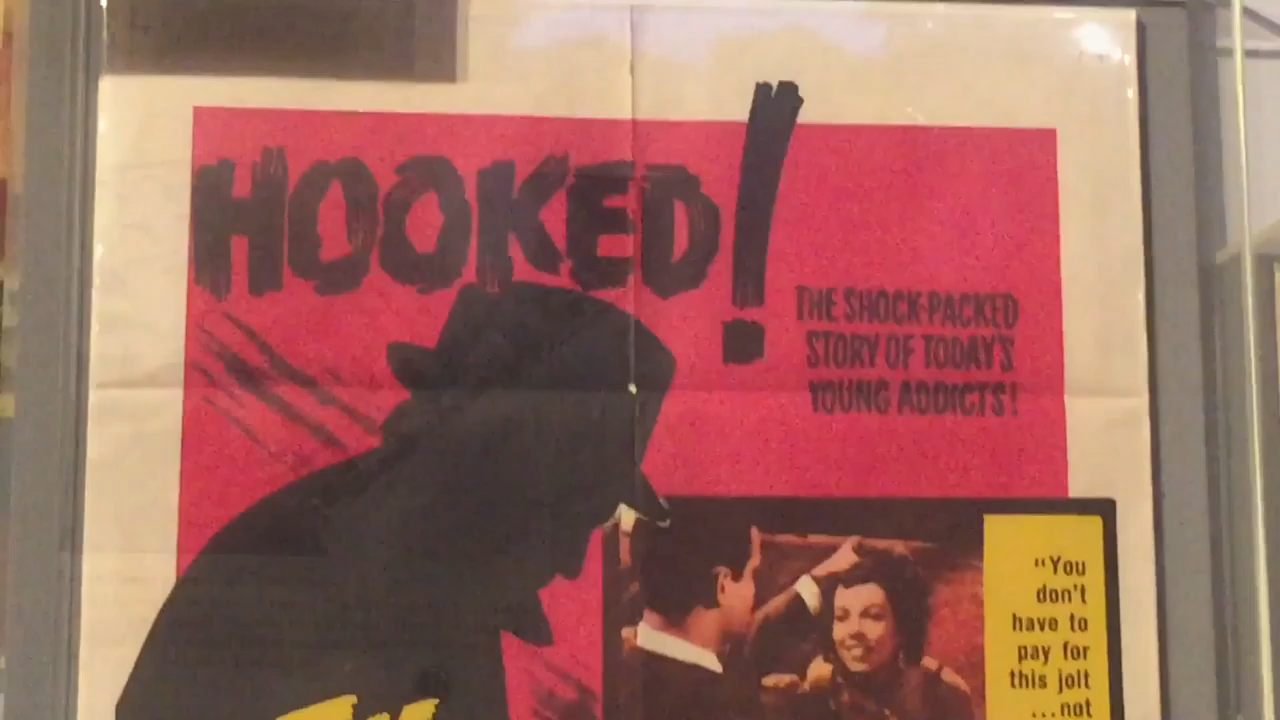 HOOKED!
THE SHOCK-PACKED
STORY OF TODAY'S
YOUNG ADDICTS!
"You
don't
have to
pay for
this jolt
...not